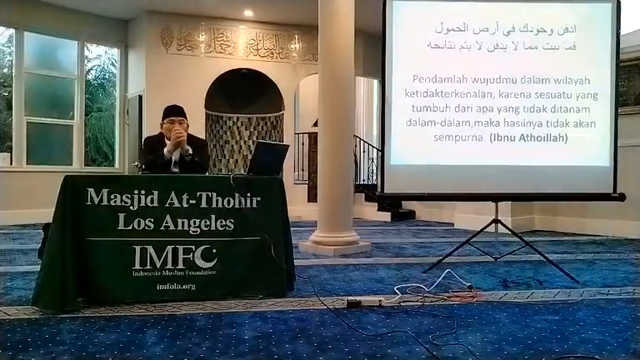 ادفن وجودك في أرض الخمول
فما نبت مما لا يدفن لا يتم نتائجه
Pendamlah wujudmu dalam wilayah
ketidakterkenalan, karena sesuatu yang
tumbuh dari apa yang tidak ditanam
dalam-dalam,maka hasilnya tidak akan
sempurna. (Ibnu Athoillah)
Masjid At-Thohir
Los Angeles
IMFC
Indonesia Muslim Foundation
imfola.org